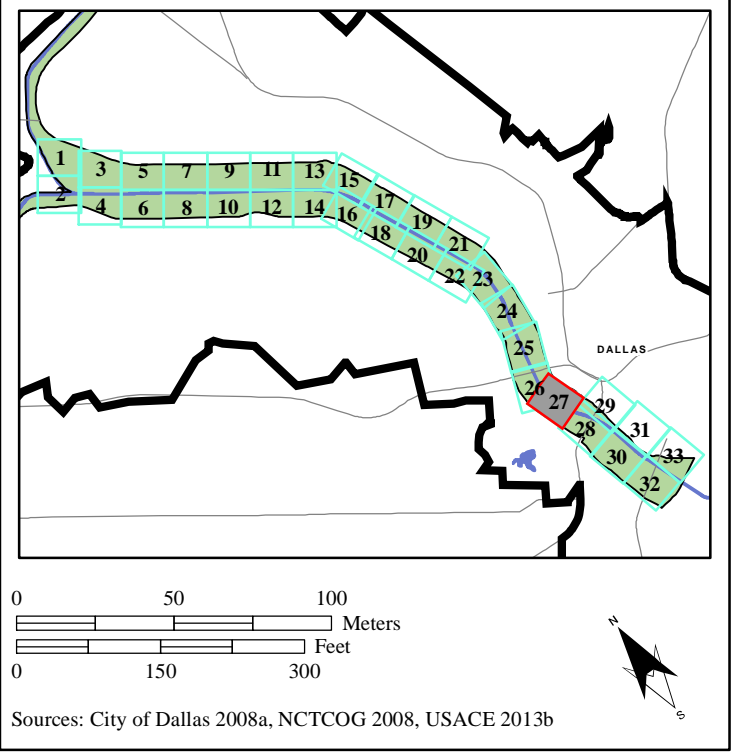 1 3 5 7 9 11 13 15
2 4 6 8 10 12 14 16
17 19 21
18 20 22 23
24
25
DALLAS
26 27 29
28 31
30 33
32
0 50 100
Meters
Feet
0 150 300
N
S
Sources: City of Dallas 2008a, NCTCOG 2008, USACE 2013b